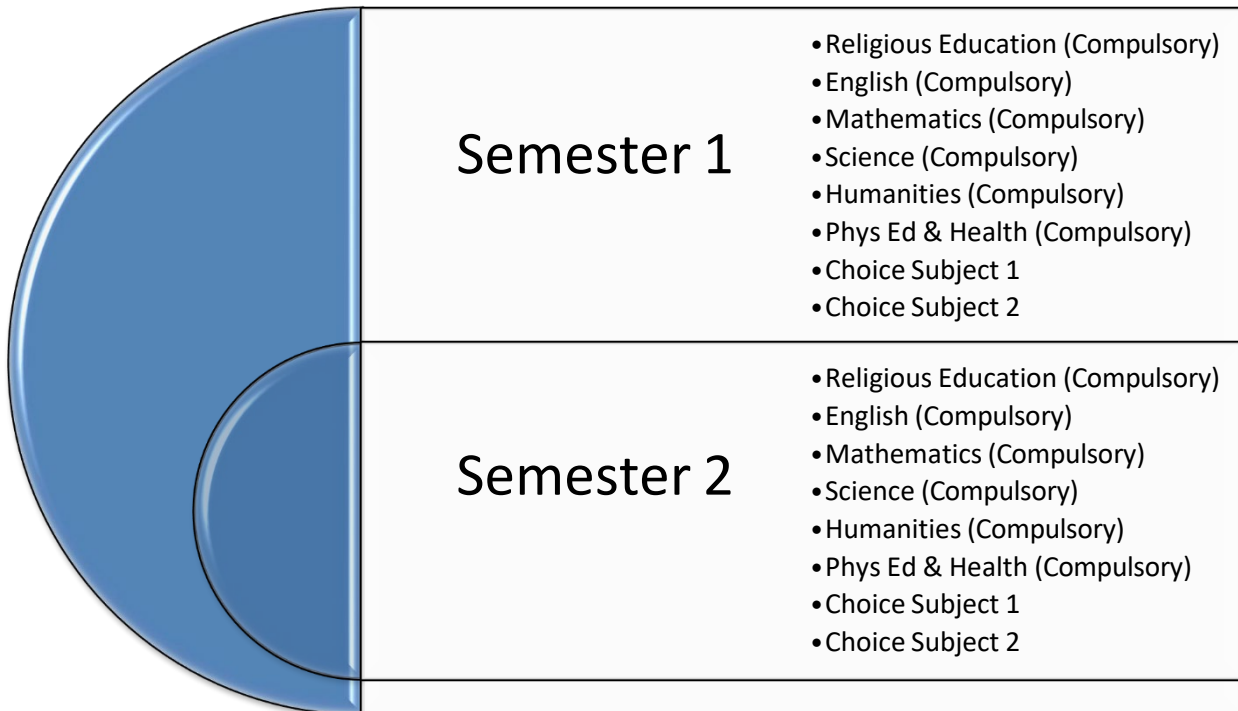 Semester 1
•Religious Education (Compulsory)
•English (Compulsory)
•Mathematics (Compulsory)
•Science (Compulsory)
•Humanities (Compulsory)
•Phys Ed & Health (Compulsory)
•Choice Subject 1
•Choice Subject 2
Semester 2
•Religious Education (Compulsory)
•English (Compulsory)
•Mathematics (Compulsory)
•Science (Compulsory)
•Humanities (Compulsory)
•Phys Ed & Health (Compulsory)
•Choice Subject 1
•Choice Subject 2